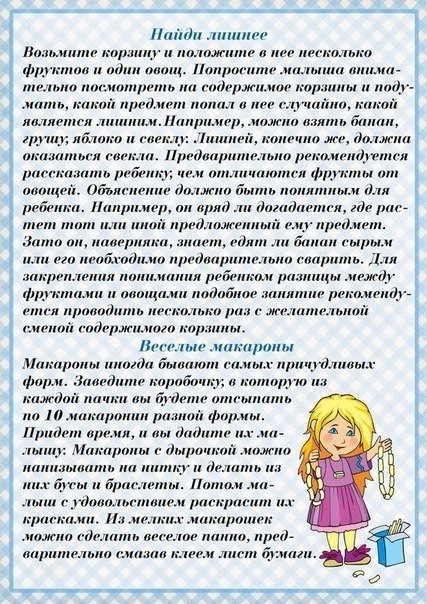 Найди лишнее
Возьмите корзину и положите в нее несколько
фруктов и один овощ. Попросите малыша внима-
тельно посмотреть на содержимое корзины и поду-
мать, какой предмет попал в нее случайно, какой
является лишним.Например, можно взять банан,
грушу, яблоко и свеклу. Лишней, конечно же, должна
оказаться свекла. Предварительно рекомендуется
рассказать ребенку, чем отличаются фрукты от
овощей. Объяснение должно быть понятным для
ребенка. Например, он вряд ли догадается, где рас-
тет тот или иной предложенный ему предмет.
Зато он, наверняка, знает, едят ли банан сырым
или его необходимо предварительно сварить. Для
закрепления понимания ребенком разницы между
фруктами и овощами подобное занятие рекоменду-
ется проводить несколько раз с желательной
сменой содержимого корзины.
Веселые макароны
Макароны иногда бывают самых причудливых
форм. Заведите коробочку, в которую из
каждой пачки вы будете отсыпать
по 10 макаронин разной формы.
Придет время, и вы дадите их ма-
лышу. Макароны с дырочкой можно
нанизывать на нитку и делать из
них бусы и браслеты. Потом ма-
лыш с удовольствием раскрасит их
красками. Из мелких макарошек
можно сделать веселое панно, пред-
варительно смазав клеем лист бумаги.